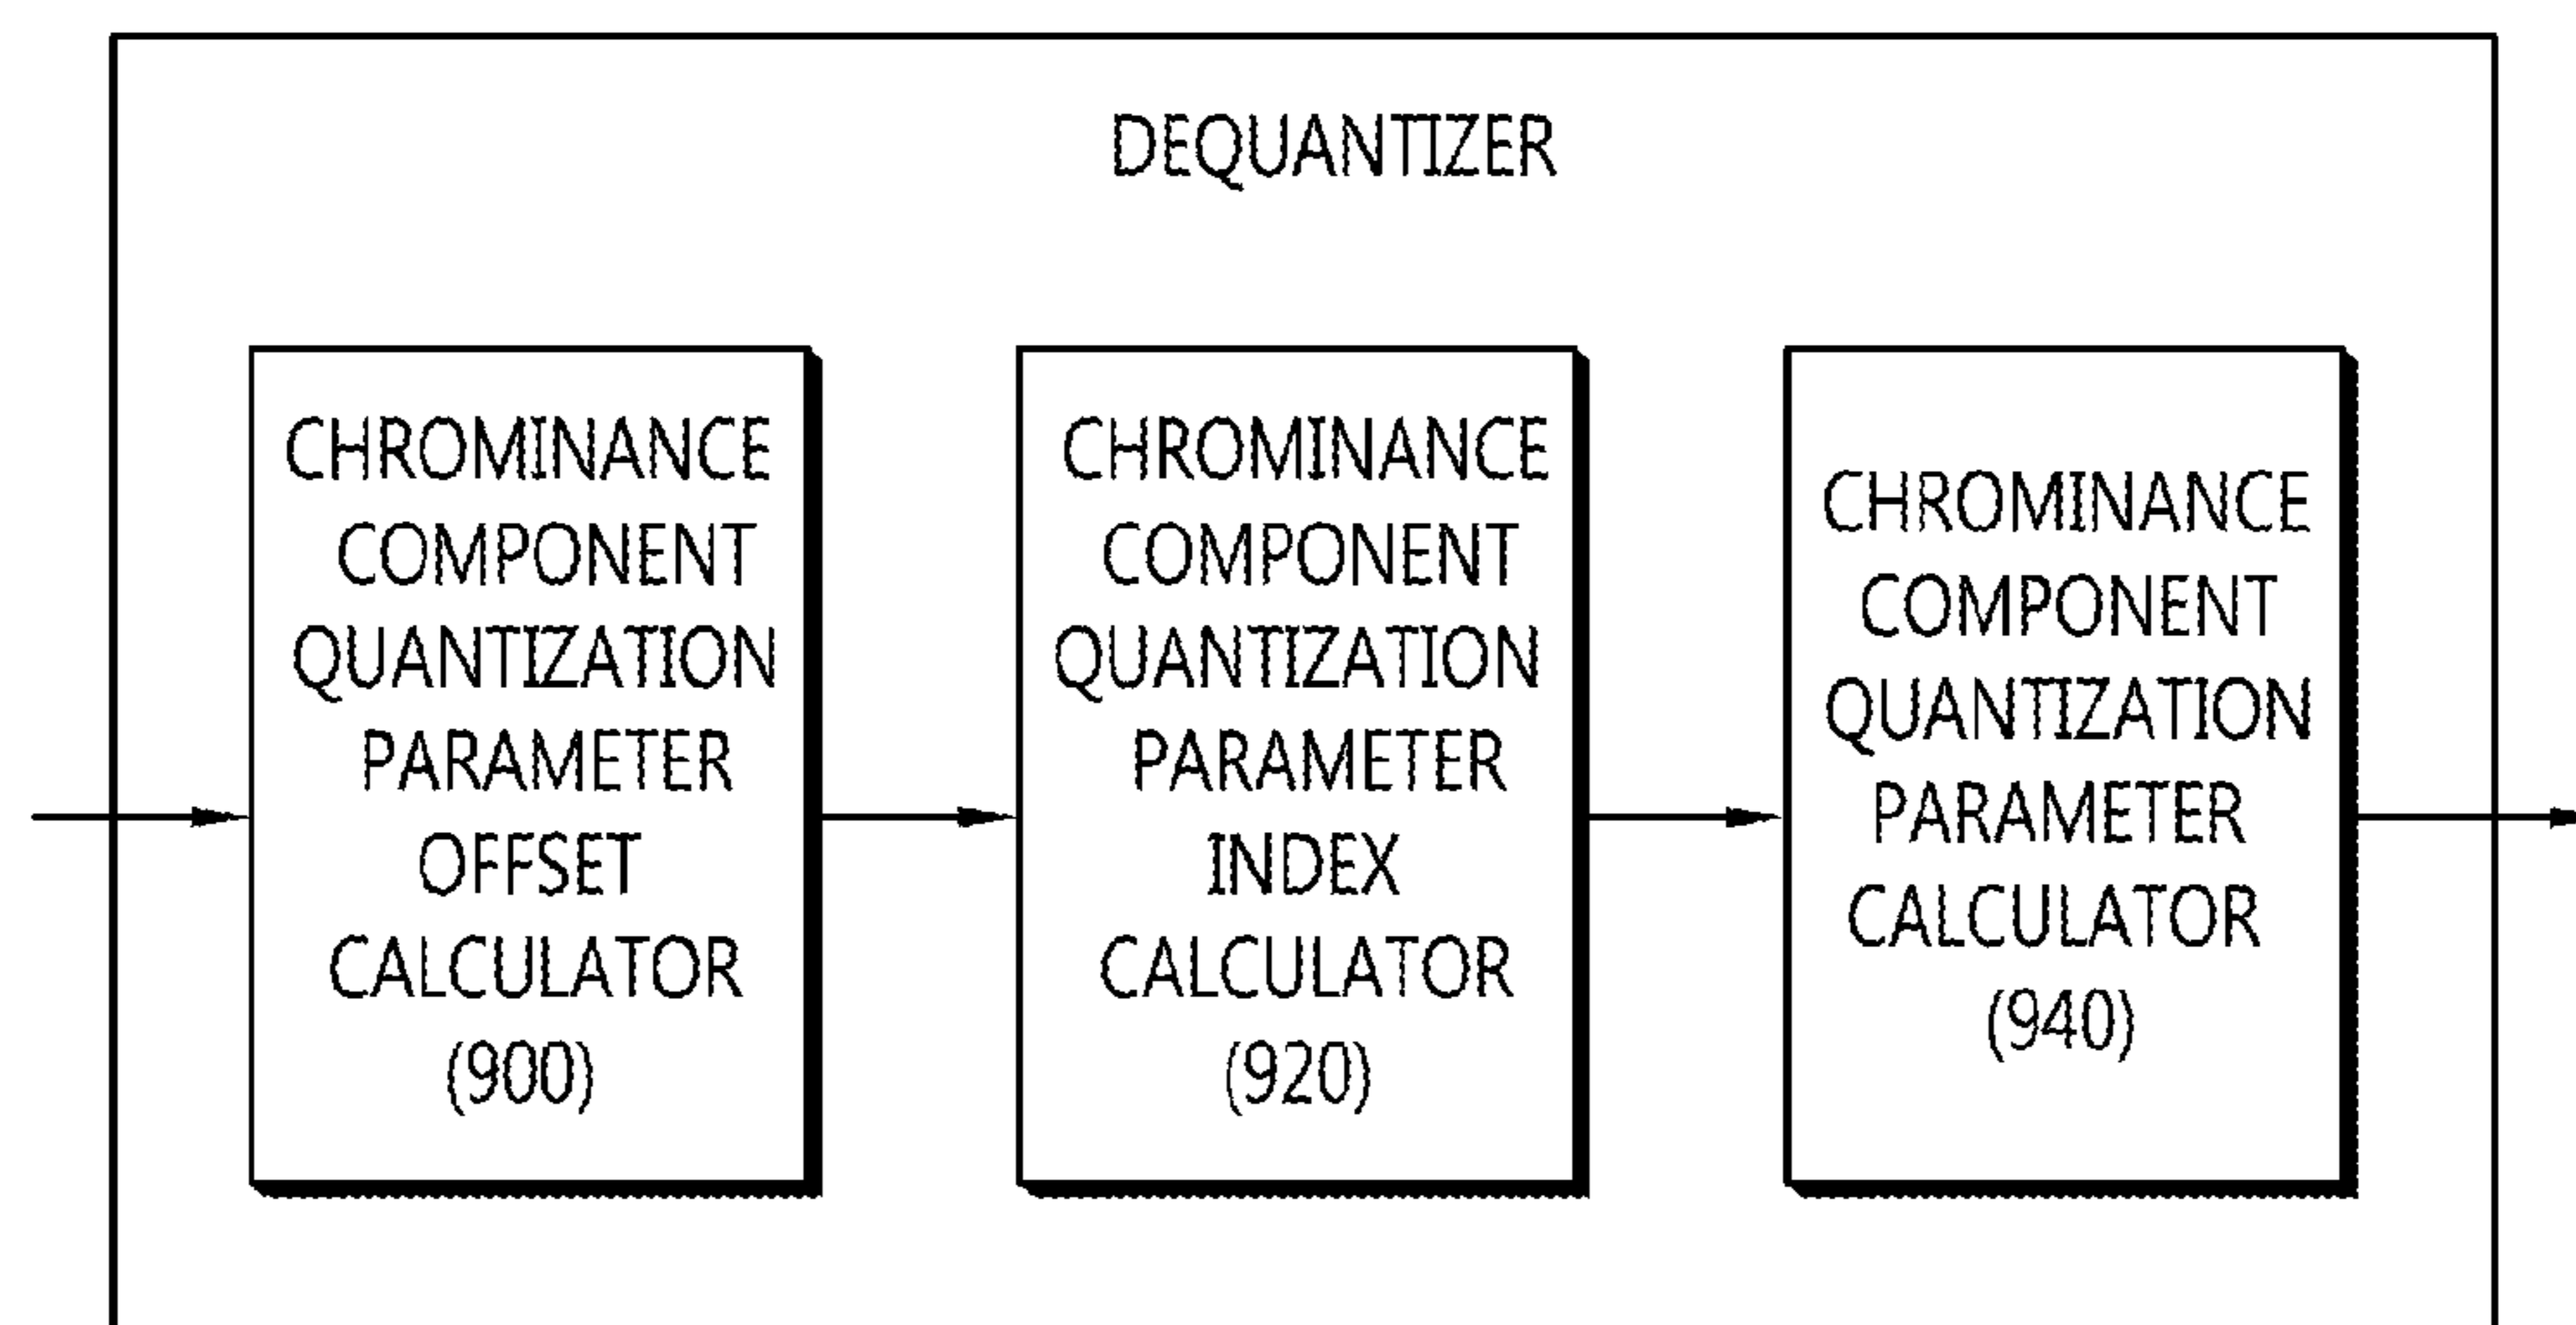 DEQUANTIZER
CHROMINANCE
COMPONENT
QUANTIZATION
PARAMETER
OFFSET
CALCULATOR
(900)
CHROMINANCE
COMPONENT
QUANTIZATION
PARAMETER
INDEX
CALCULATOR
(920)
CHROMINANCE
COMPONENT
QUANTIZATION
PARAMETER
CALCULATOR
(940)